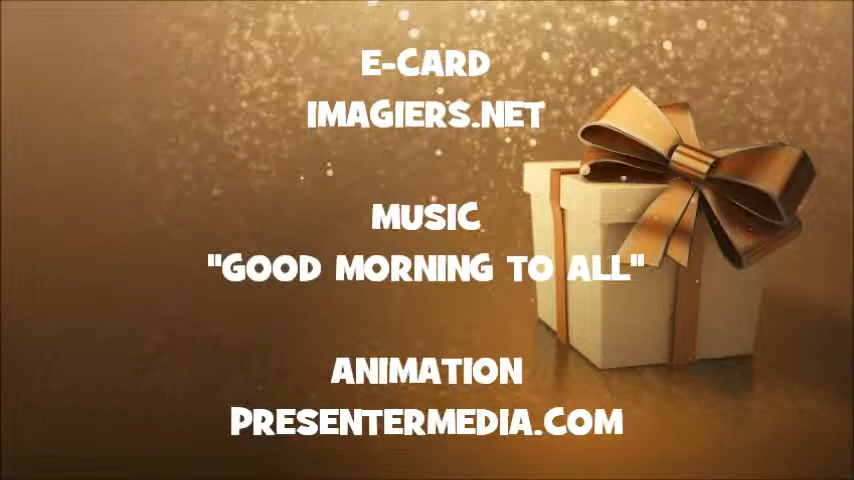 E-CARD
IMAGIERS.NET
MUSIC
"GOOD MORNING TO ALL"
ANIMATION
PRESENTERMEDIA.COM